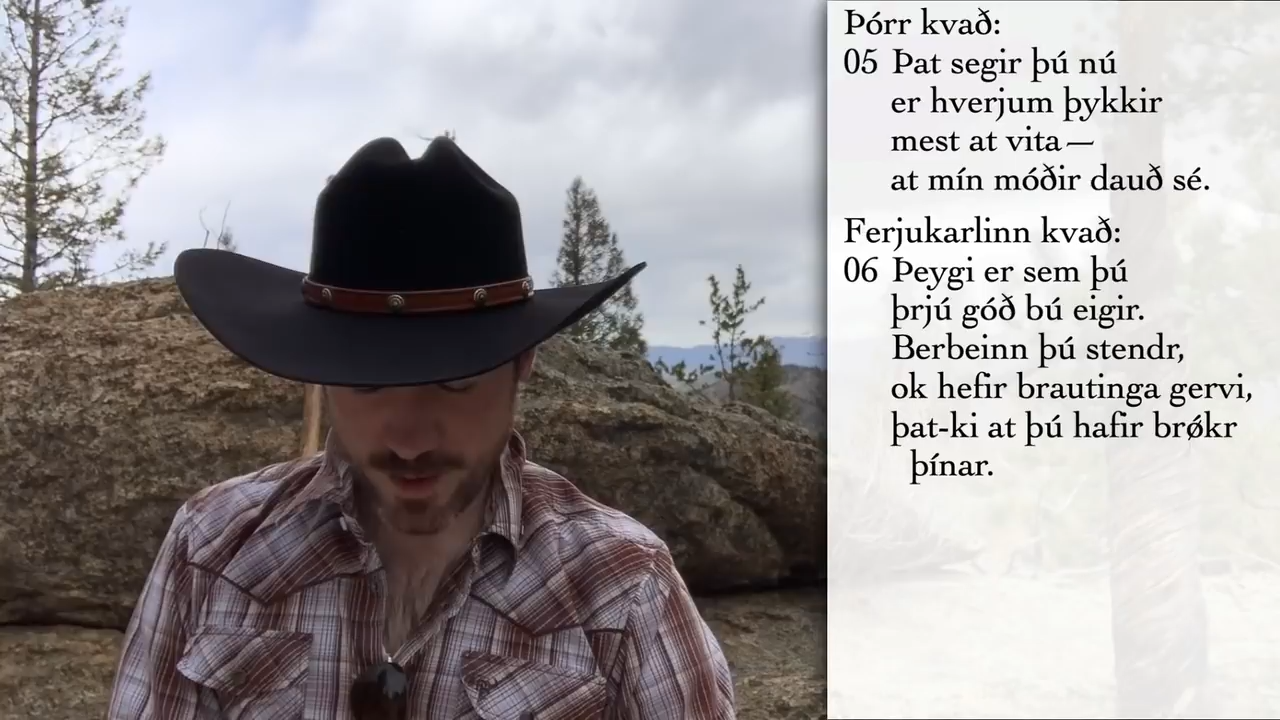 Þórr kvað:
05 Þat segir þú nú
er hverjum þykkir
mest at vita—
at mín móðir dauð sé.
Ferjukarlinn kvað:
06 Þeygi er sem þú
þrjú góð bú eigir.
Berbeinn þú stendr,
ok hefir brautinga gervi,
þat-ki at þú hafir brǿkr
þínar.